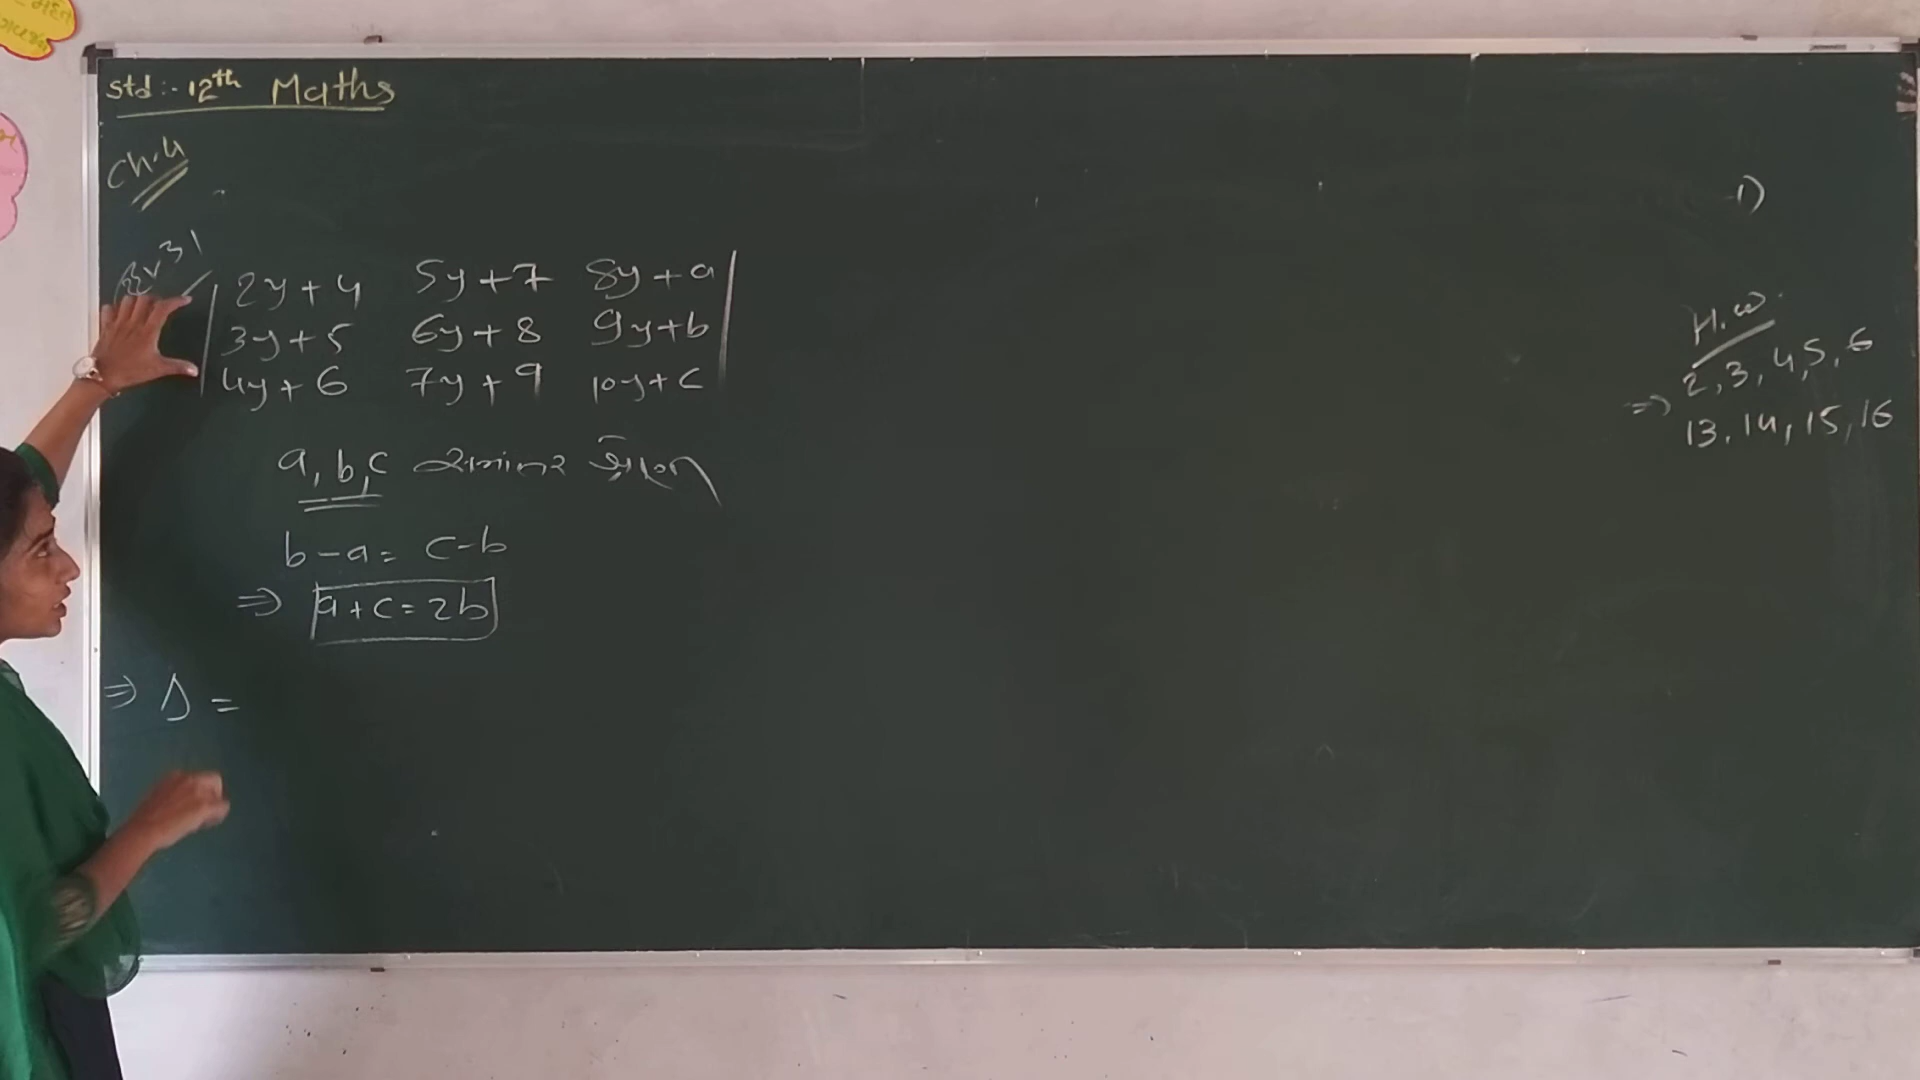 Std :- 12th Maths
Ch.4
2y+4 5y+7 8y+a
3y+5 6y+8 9y+b
4y+6 7y+9 10y+c
a, b, c સમાંતર શ્રેણી
b-a = c-b
⇒ a+c=2b
⇒ Δ =
1)
H.W.
2, 3, 4, 5, 6
⇒ 13, 14, 15, 16